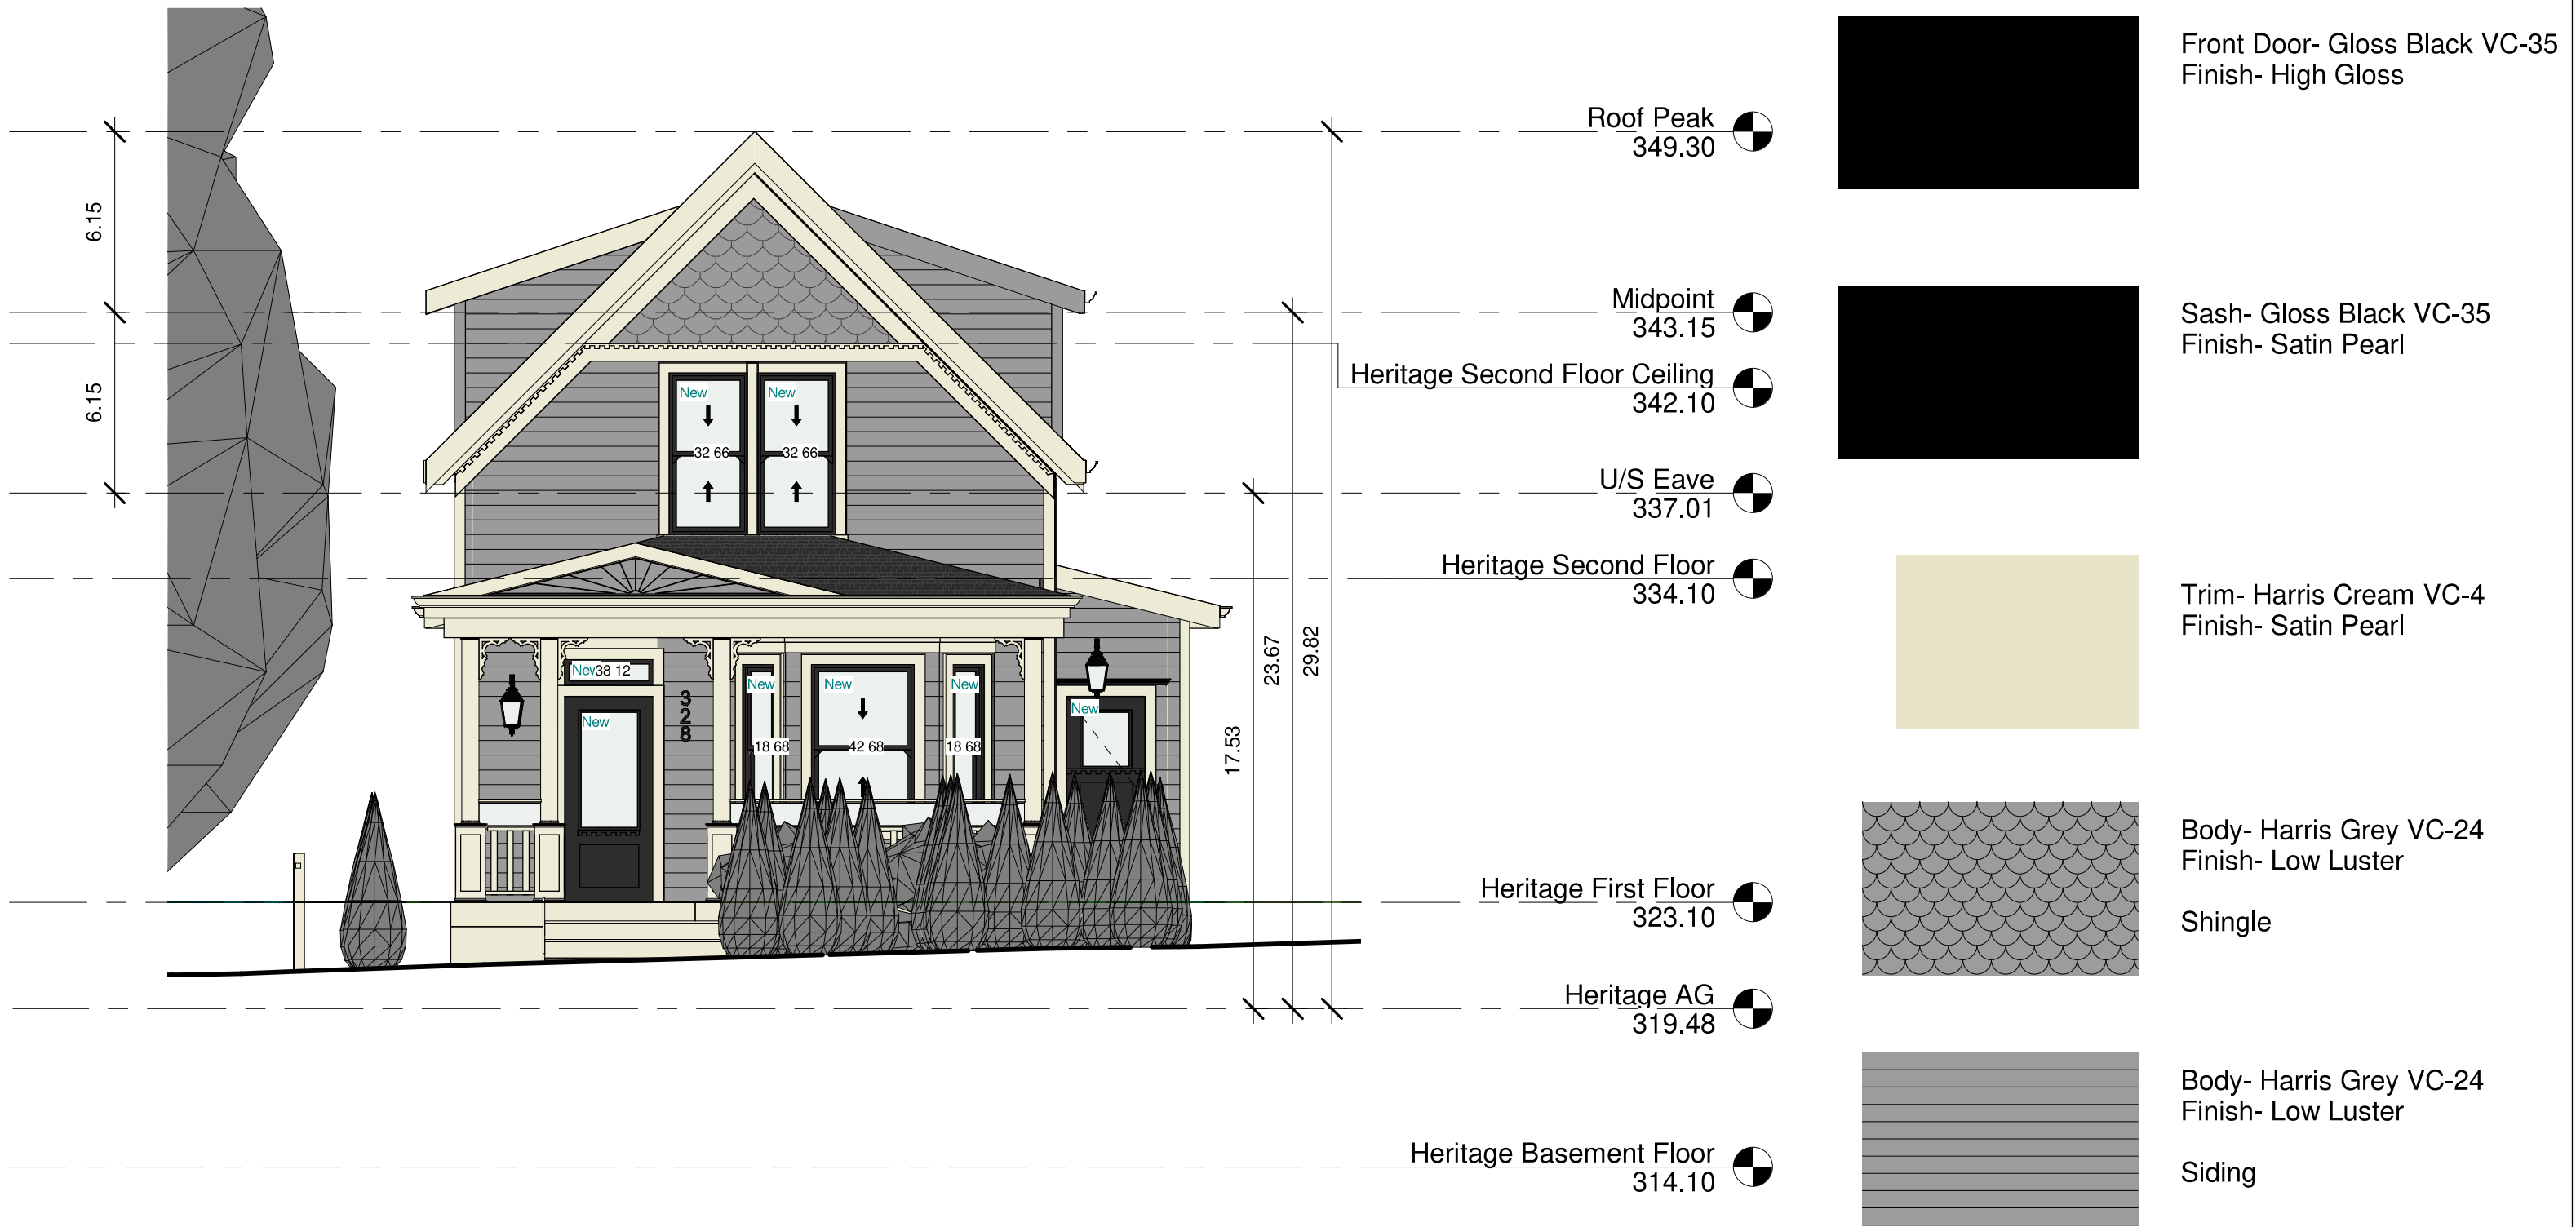 Front Door- Gloss Black VC-35
Finish- High Gloss
Roof Peak
349.30
6.15
Midpoint
343.15
Sash- Gloss Black VC-35
Finish- Satin Pearl
Heritage Second Floor Ceiling
342.10
6.15
New
New
32 66
32 66
U/S Eave
337.01
Heritage Second Floor
334.10
Trim- Harris Cream VC-4
Finish- Satin Pearl
23.67
29.82
17.53
New
38 12
New
328
New
New
New
New
18 68
42 68
18 68
Body- Harris Grey VC-24
Finish- Low Luster
Shingle
Heritage First Floor
323.10
Heritage AG
319.48
Body- Harris Grey VC-24
Finish- Low Luster
Siding
Heritage Basement Floor
314.10